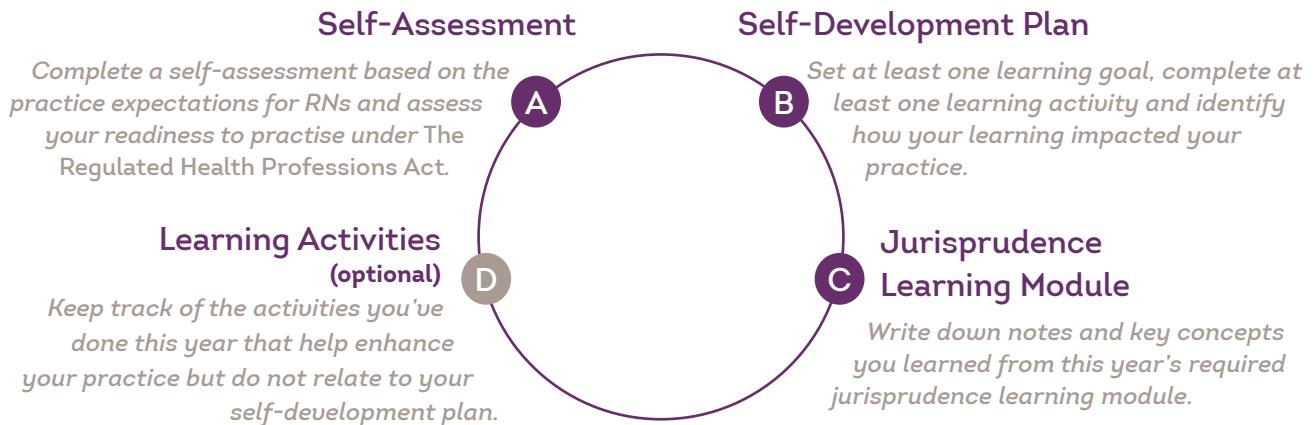 Self-Assessment
Complete a self-assessment based on the
practice expectations for RNs and assess
your readiness to practise under The
Regulated Health Professions Act.
A
Self-Development Plan
B
Set at least one learning goal, complete at
least one learning activity and identify
how your learning impacted your
practice.
Learning Activities
(optional)
D
Keep track of the activities you've
done this year that help enhance
your practice but do not relate to your
self-development plan.
C
Jurisprudence
Learning Module
Write down notes and key concepts
you learned from this year's required
jurisprudence learning module.